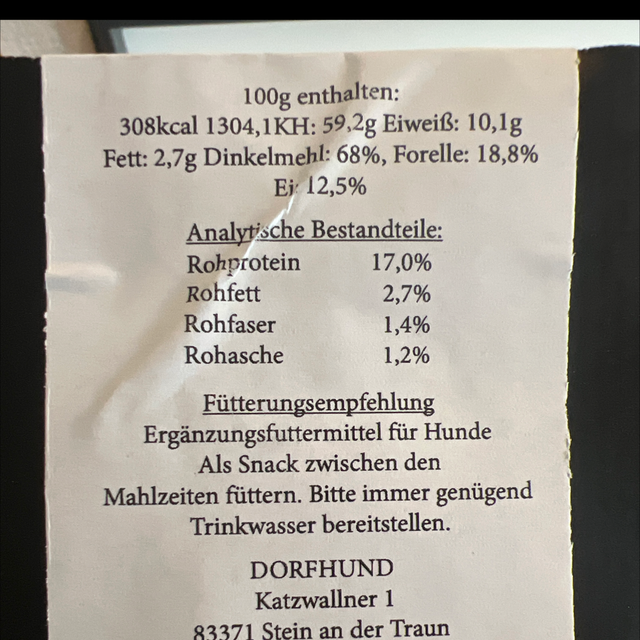 100g enthalten:
308kcal 1304,1KH: 59,2g Eiweiß: 10,1g
Fett: 2,7g Dinkelmehl: 68%, Forelle: 18,8%
Ei: 12,5%
Analytische Bestandteile:
Rohprotein 17,0%
Rohfett 2,7%
Rohfaser 1,4%
Rohasche 1,2%
Fütterungsempfehlung
Ergänzungsfuttermittel für Hunde
Als Snack zwischen den
Mahlzeiten füttern. Bitte immer genügend
Trinkwasser bereitstellen.
DORFHUND
Katzwallner 1
83371 Stein an der Traun